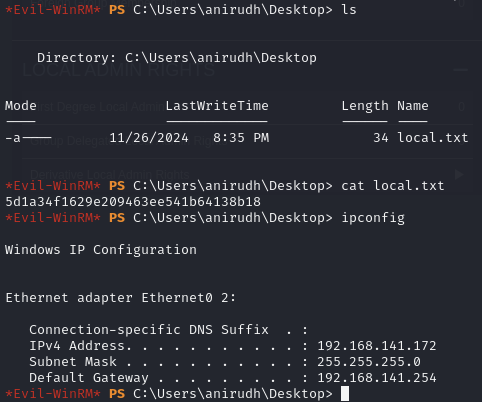 *Evil-WinRM* PS C:\Users\anirudh\Desktop> ls
Directory: C:\Users\anirudh\Desktop
LOCAL ADMIN RIGHTS
Mode LastWriteTime Length Name
---- ------------- ------ ----
-a---- 11/26/2024 8:35 PM 34 local.txt
*Evil-WinRM* PS C:\Users\anirudh\Desktop> cat local.txt
5d1a34f1629e209463ee541b64138b18
*Evil-WinRM* PS C:\Users\anirudh\Desktop> ipconfig
Windows IP Configuration
Ethernet adapter Ethernet0 2:
Connection-specific DNS Suffix . :
IPv4 Address. . . . . . . . . . . : 192.168.141.172
Subnet Mask . . . . . . . . . . . : 255.255.255.0
Default Gateway . . . . . . . . . : 192.168.141.254
*Evil-WinRM* PS C:\Users\anirudh\Desktop>